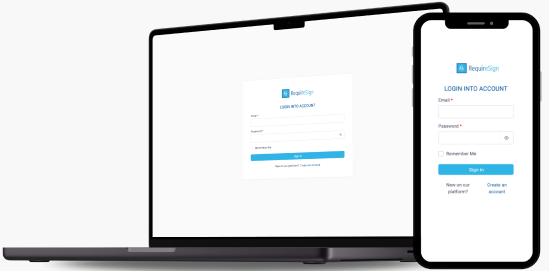 RequireSign
LOGIN INTO ACCOUNT
Email *
Password *
Remember Me
Sign in
New on our platform? Create an account
RequireSign
LOGIN INTO ACCOUNT
Email *
Password *
Remember Me
Sign in
New on our
platform?
Create an
account